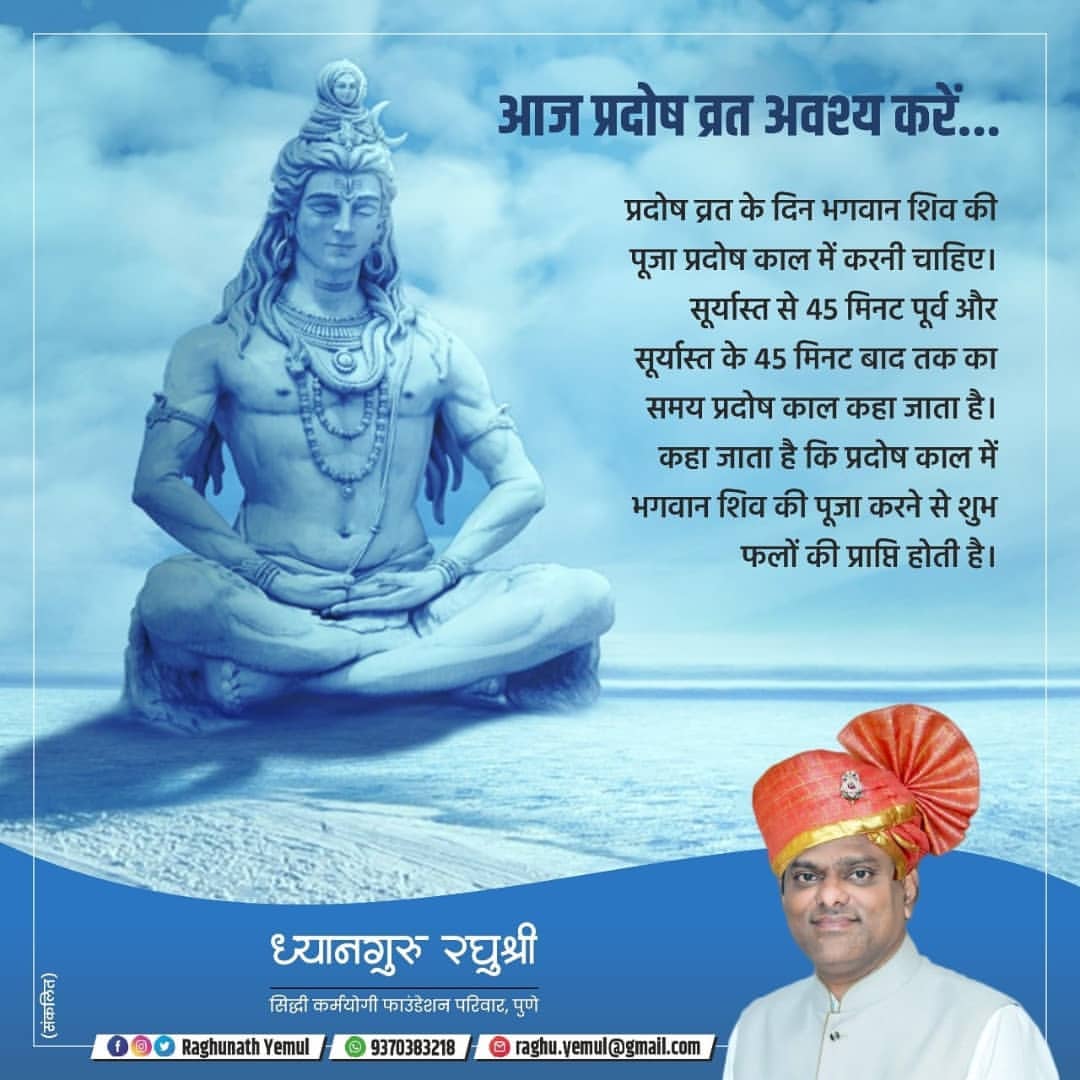 आज प्रदोष व्रत अवश्य करें...
प्रदोष व्रत के दिन भगवान शिव की
पूजा प्रदोष काल में करनी चाहिए।
सूर्यास्त से 45 मिनट पूर्व और
सूर्यास्त के 45 मिनट बाद तक का
समय प्रदोष काल कहा जाता है।
कहा जाता है कि प्रदोष काल में
भगवान शिव की पूजा करने से शुभ
फलों की प्राप्ति होती है।
ध्यानगुरु रघुश्री
सिद्धी कर्मयोगी फाउंडेशन परिवार, पुणे
(संकलित)
Raghunath Yemul 9370383218 raghu.yemul@gmail.com